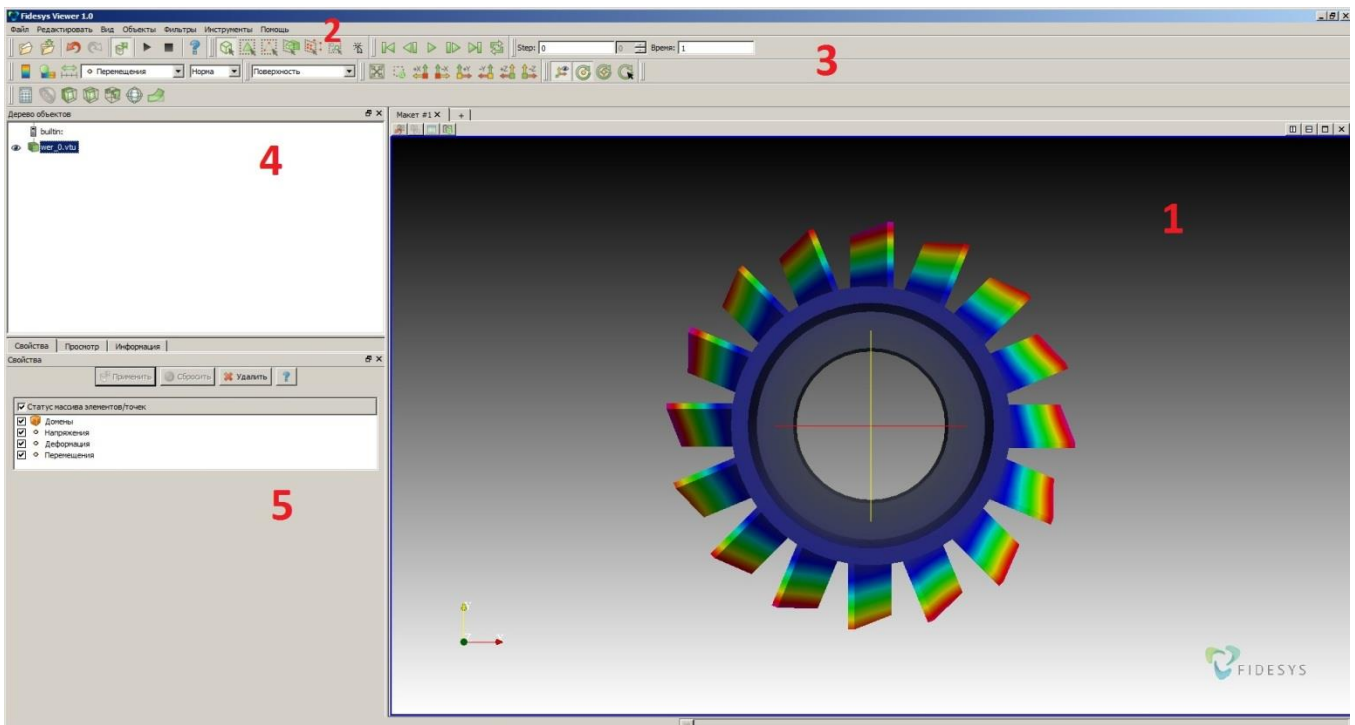 Fidesys Viewer 1.0
Файл Редактировать Вид Объекты Фильтры Инструменты Помощь
2
Step: 0 0 Время: 1
3
Перемещения Норма Поверхность
+X -X +Y -Y +Z -Z
Дерево объектов
Макет #1 +
builtin:
wer_0.vtu
4
1
Свойства Просмотр Информация
Свойства
Применить Сбросить Удалить ?
Статус массива элементов/точек
Домены
Напряжения
Деформация
Перемещения
5
Y
X
FIDESYS